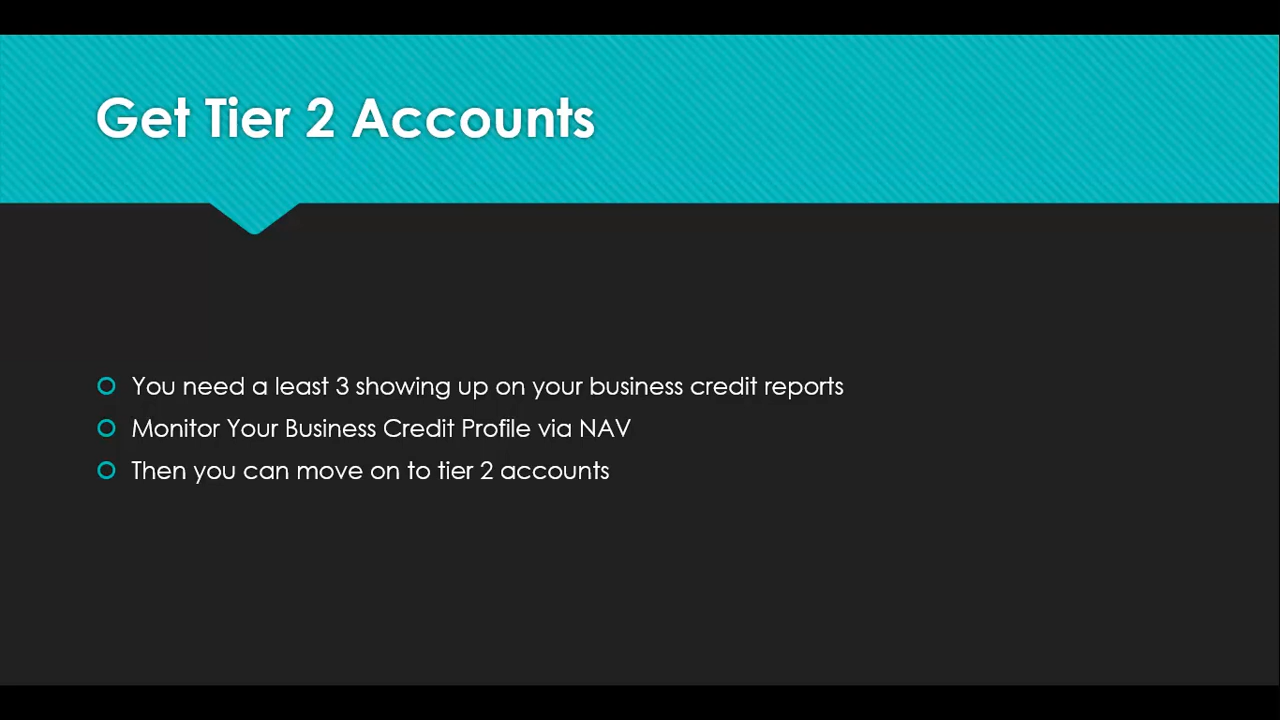 Get Tier 2 Accounts
You need a least 3 showing up on your business credit reports
Monitor Your Business Credit Profile via NAV
Then you can move on to tier 2 accounts